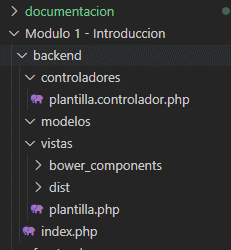 documentacion
Modulo 1 - Introduccion
backend
controladores
plantilla.controlador.php
modelos
vistas
bower_components
dist
plantilla.php
index.php